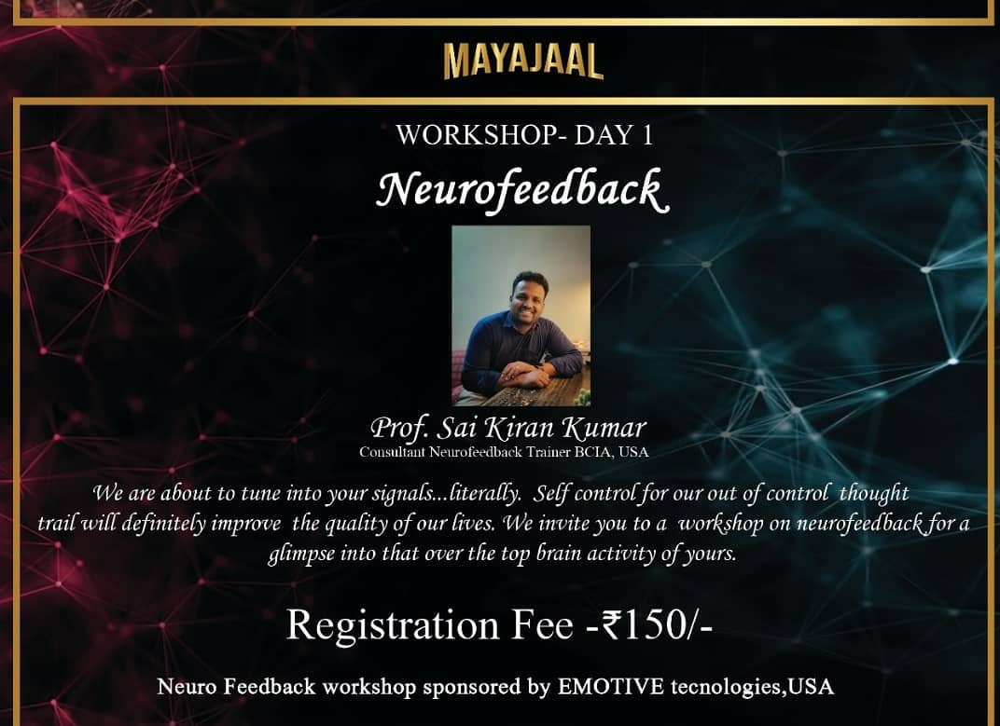 MAYAJAAL
WORKSHOP- DAY 1
Neurofeedback
Prof. Sai Kiran Kumar
Consultant Neurofeedback Trainer BCIA, USA
We are about to tune into your signals...literally. Self control for our out of control thought
trail will definitely improve the quality of our lives. We invite you to a workshop on neurofeedback for a
glimpse into that over the top brain activity of yours.
Registration Fee -₹150/-
Neuro Feedback workshop sponsored by EMOTIVE tecnologies,USA